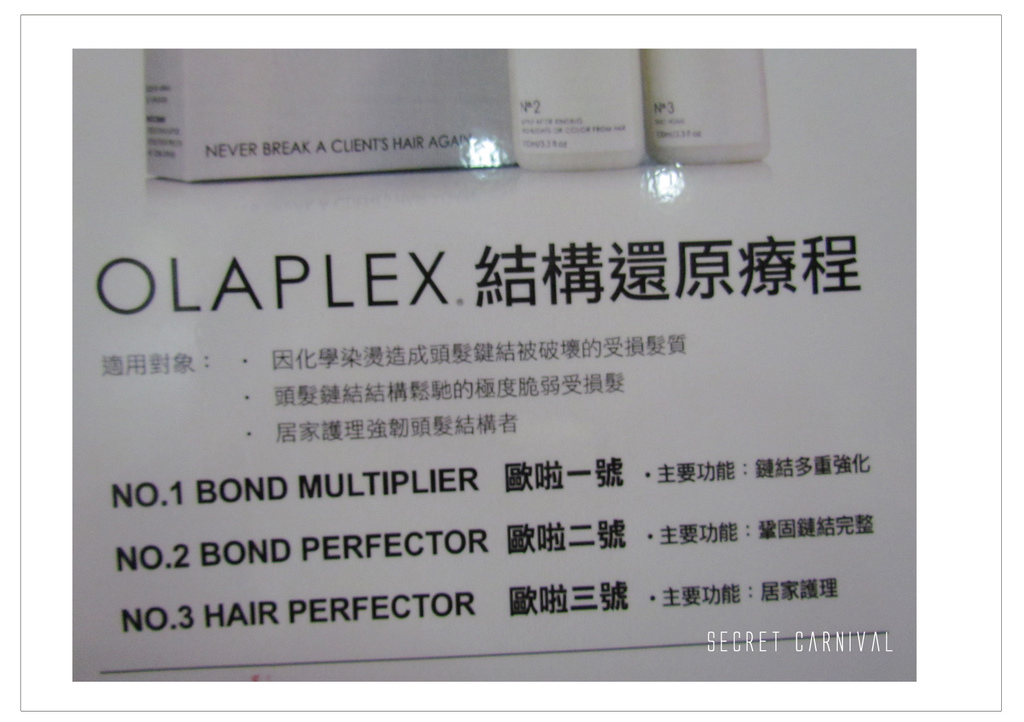 NEVER BREAK A CLIENT'S HAIR AGAIN
Nº2
Nº3
OLAPLEX® 結構還原療程
適用對象： · 因化學染燙造成頭髮鍵結被破壞的受損髮質
· 頭髮鏈結結構鬆馳的極度脆弱受損髮
· 居家護理強韌頭髮結構者
NO.1 BOND MULTIPLIER 歐啦一號 ·主要功能：鏈結多重強化
NO.2 BOND PERFECTOR 歐啦二號 ·主要功能：鞏固鏈結完整
NO.3 HAIR PERFECTOR 歐啦三號 ·主要功能：居家護理
SECRET CARNIVAL